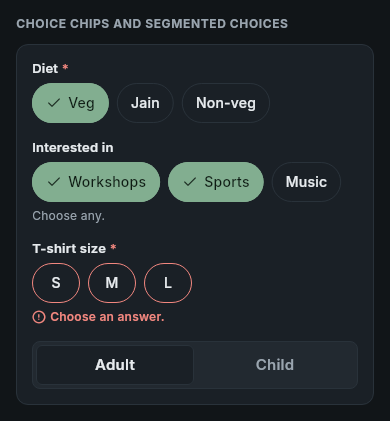 CHOICE CHIPS AND SEGMENTED CHOICES
Diet *
Veg Jain Non-veg
Interested in
Workshops Sports Music
Choose any.
T-shirt size *
S M L
Choose an answer.
Adult Child